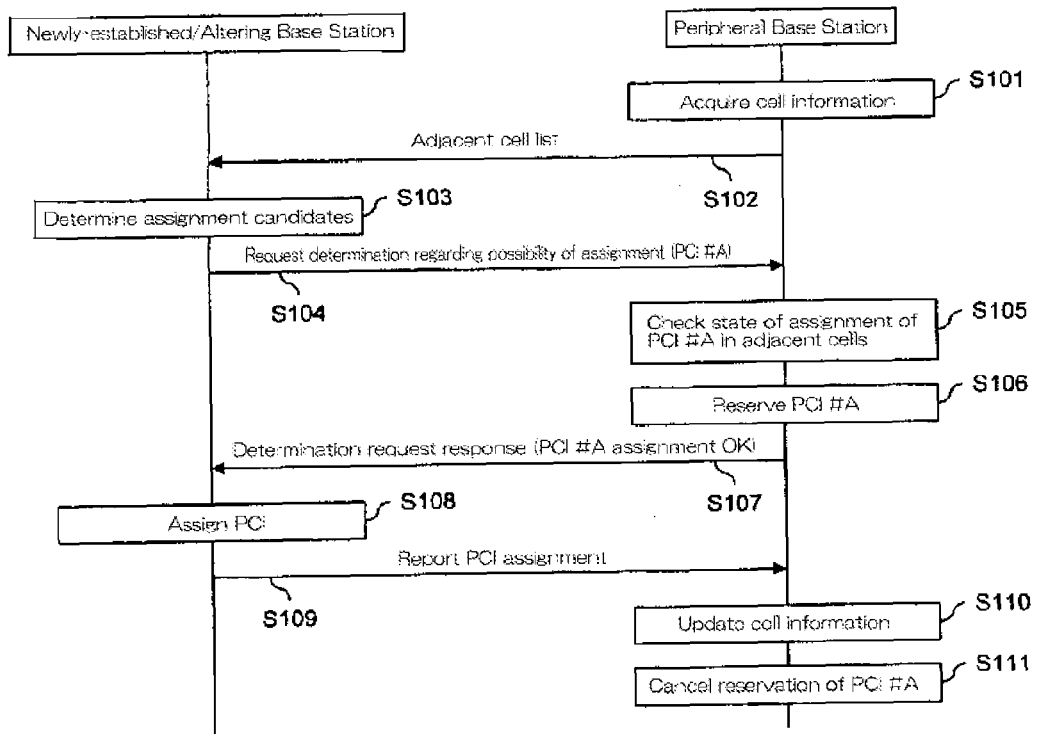 Newly-established/Altering Base Station
Peripheral Base Station
S101
Acquire cell information
Adjacent cell list
S102
S103
Determine assignment candidates
Request determination regarding possibility of assignment (PCI #A)
S104
S105
Check state of assignment of
PCI #A in adjacent cells
S106
Reserve PCI #A
Determination request response (PCI #A assignment OK)
S107
S108
Assign PCI
Report PCI assignment
S109
S110
Update cell information
S111
Cancel reservation of PCI #A